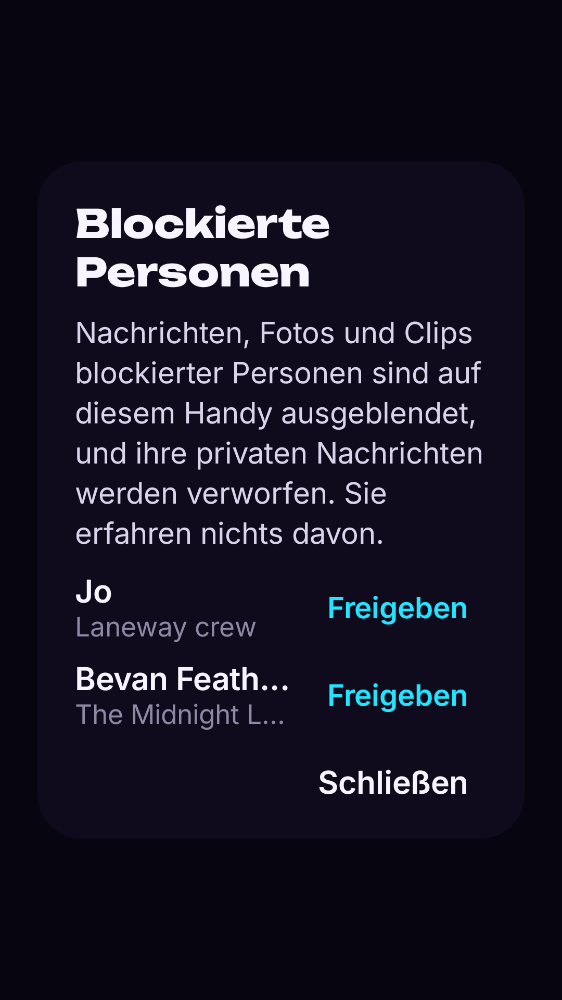 Blockierte
Personen
Nachrichten, Fotos und Clips
blockierter Personen sind auf
diesem Handy ausgeblendet,
und ihre privaten Nachrichten
werden verworfen. Sie
erfahren nichts davon.
Jo
Laneway crew
Freigeben
Bevan Feath…
The Midnight L…
Freigeben
Schließen